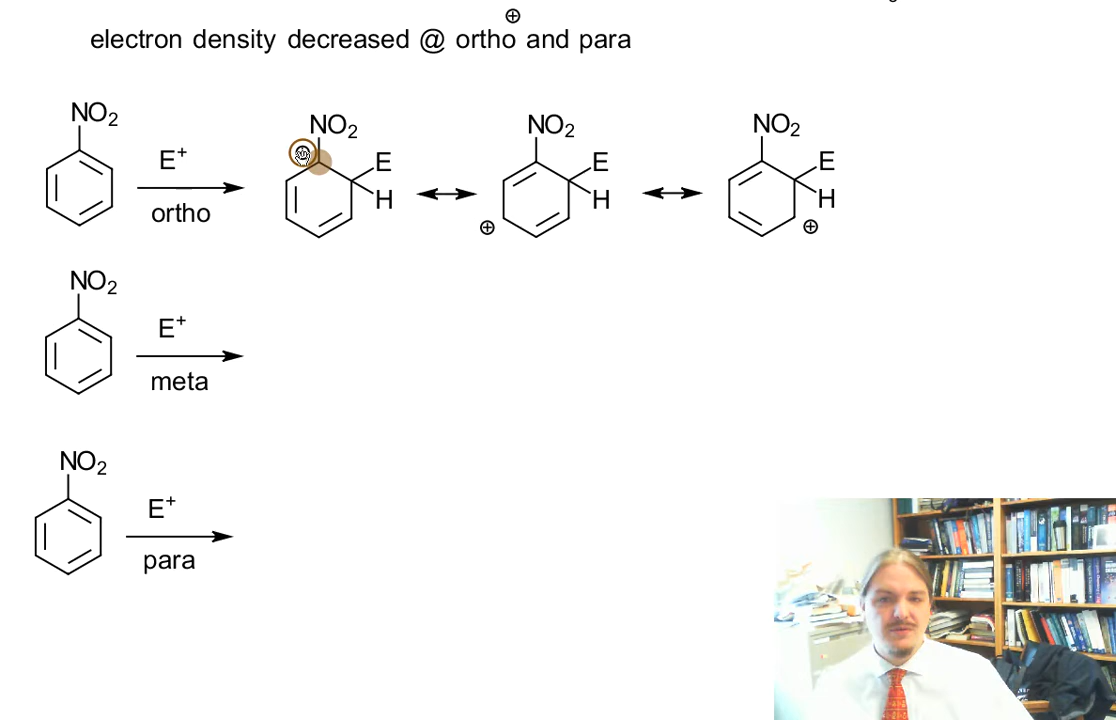 ⊕
electron density decreased @ ortho and para
NO2
E+
ortho
NO2
⊕
E
H
NO2
E
H
⊕
NO2
E
H
⊕
NO2
E+
meta
NO2
E+
para